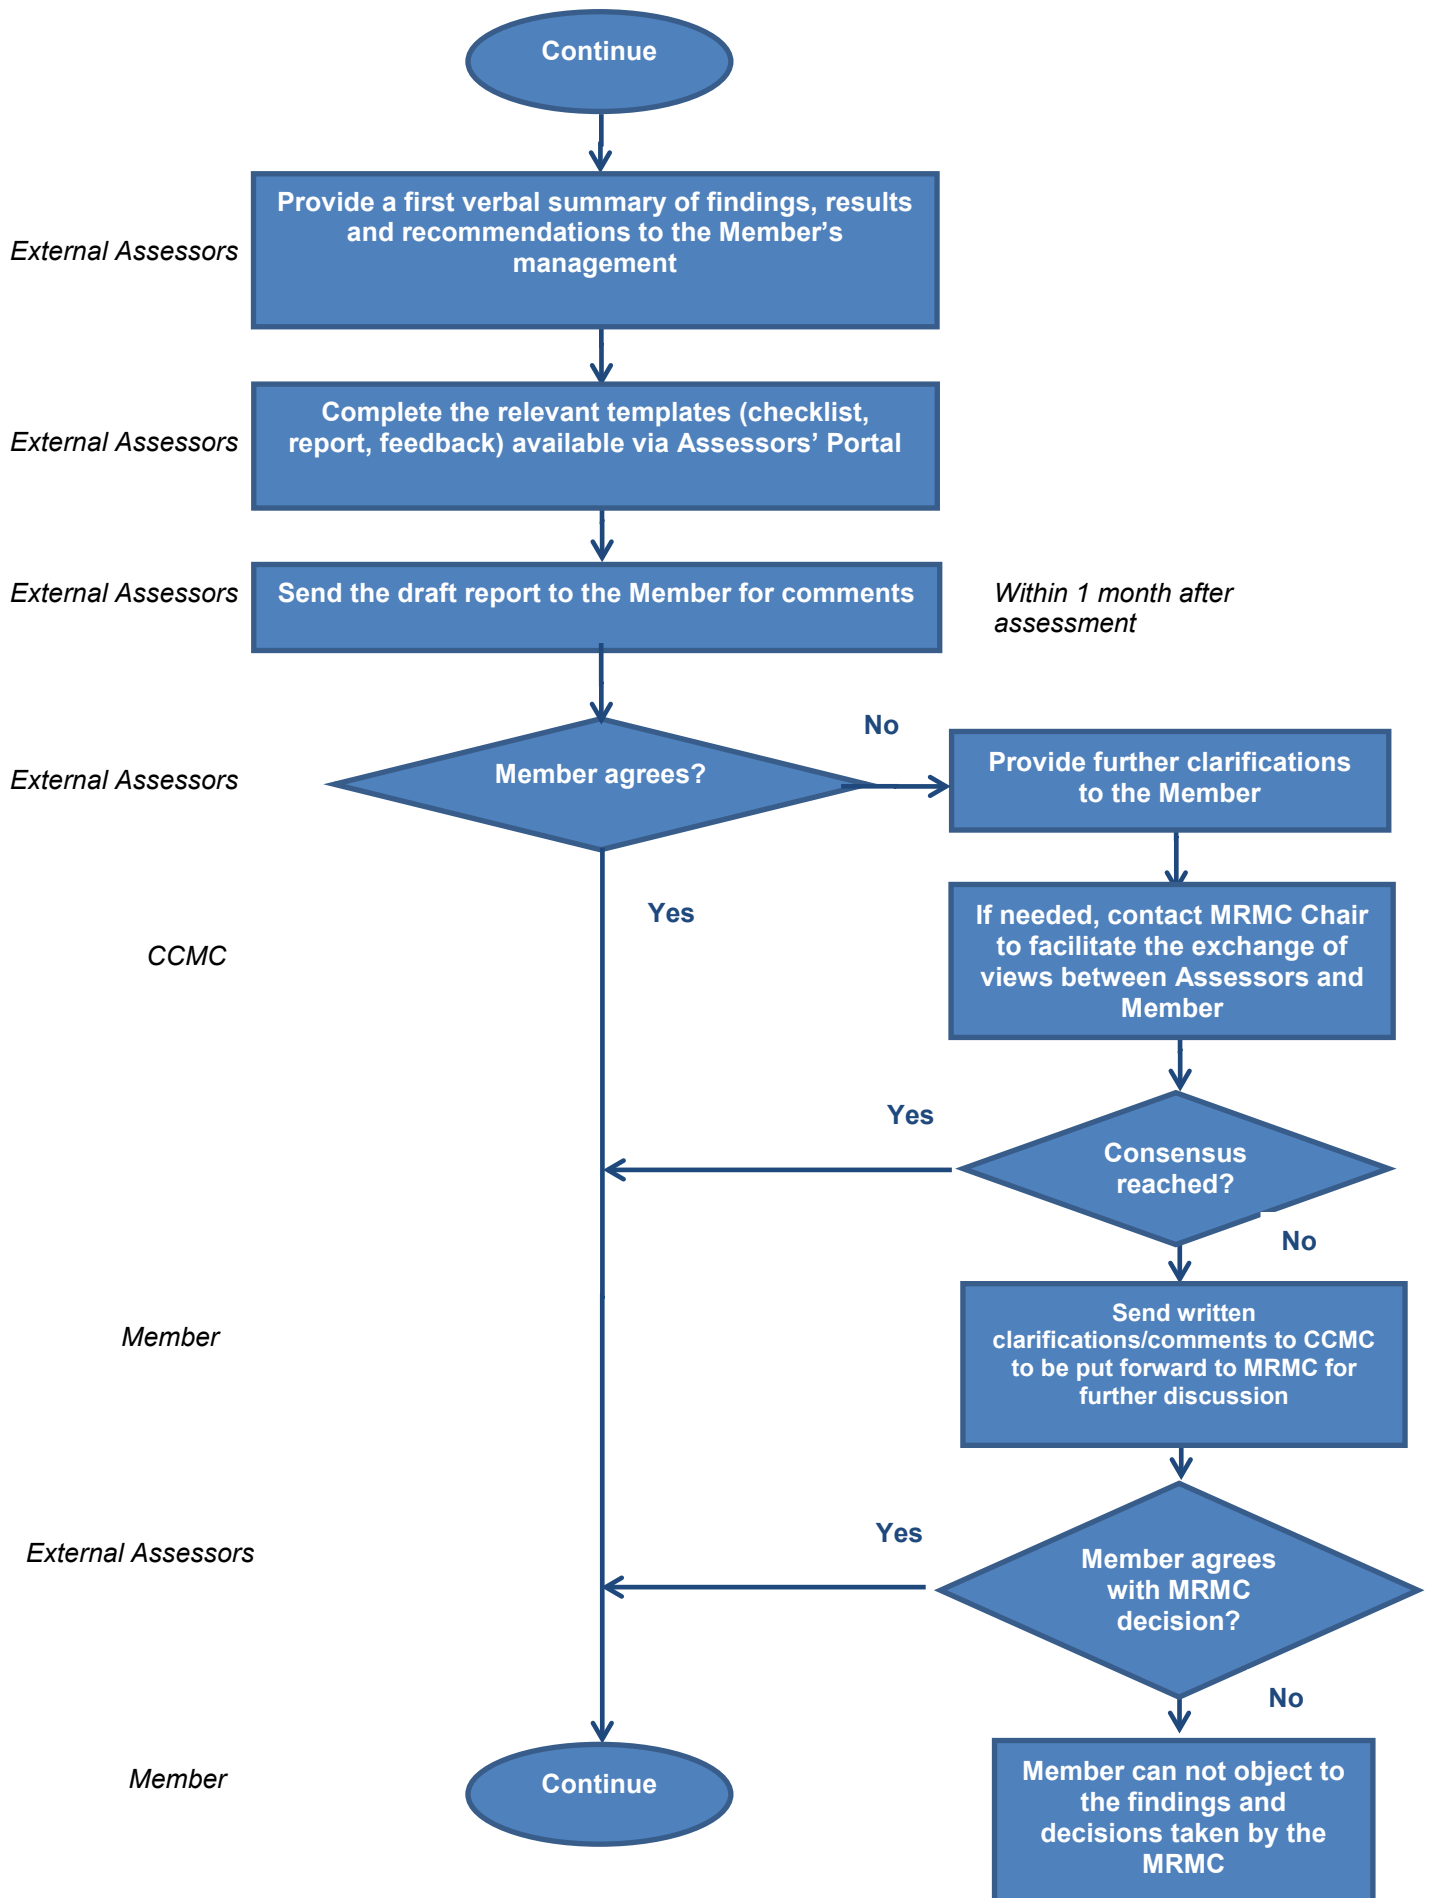 Continue
Provide a first verbal summary of findings, results
and recommendations to the Member’s
management
External Assessors
Complete the relevant templates (checklist,
report, feedback) available via Assessors’ Portal
External Assessors
External Assessors
Send the draft report to the Member for comments
Within 1 month after
assessment
No
External Assessors
Member agrees?
Provide further clarifications
to the Member
Yes
CCMC
If needed, contact MRMC Chair
to facilitate the exchange of
views between Assessors and
Member
Yes
Consensus
reached?
No
Member
Send written
clarifications/comments to CCMC
to be put forward to MRMC for
further discussion
Yes
External Assessors
Member agrees
with MRMC
decision?
No
Member
Continue
Member can not object to
the findings and
decisions taken by the
MRMC